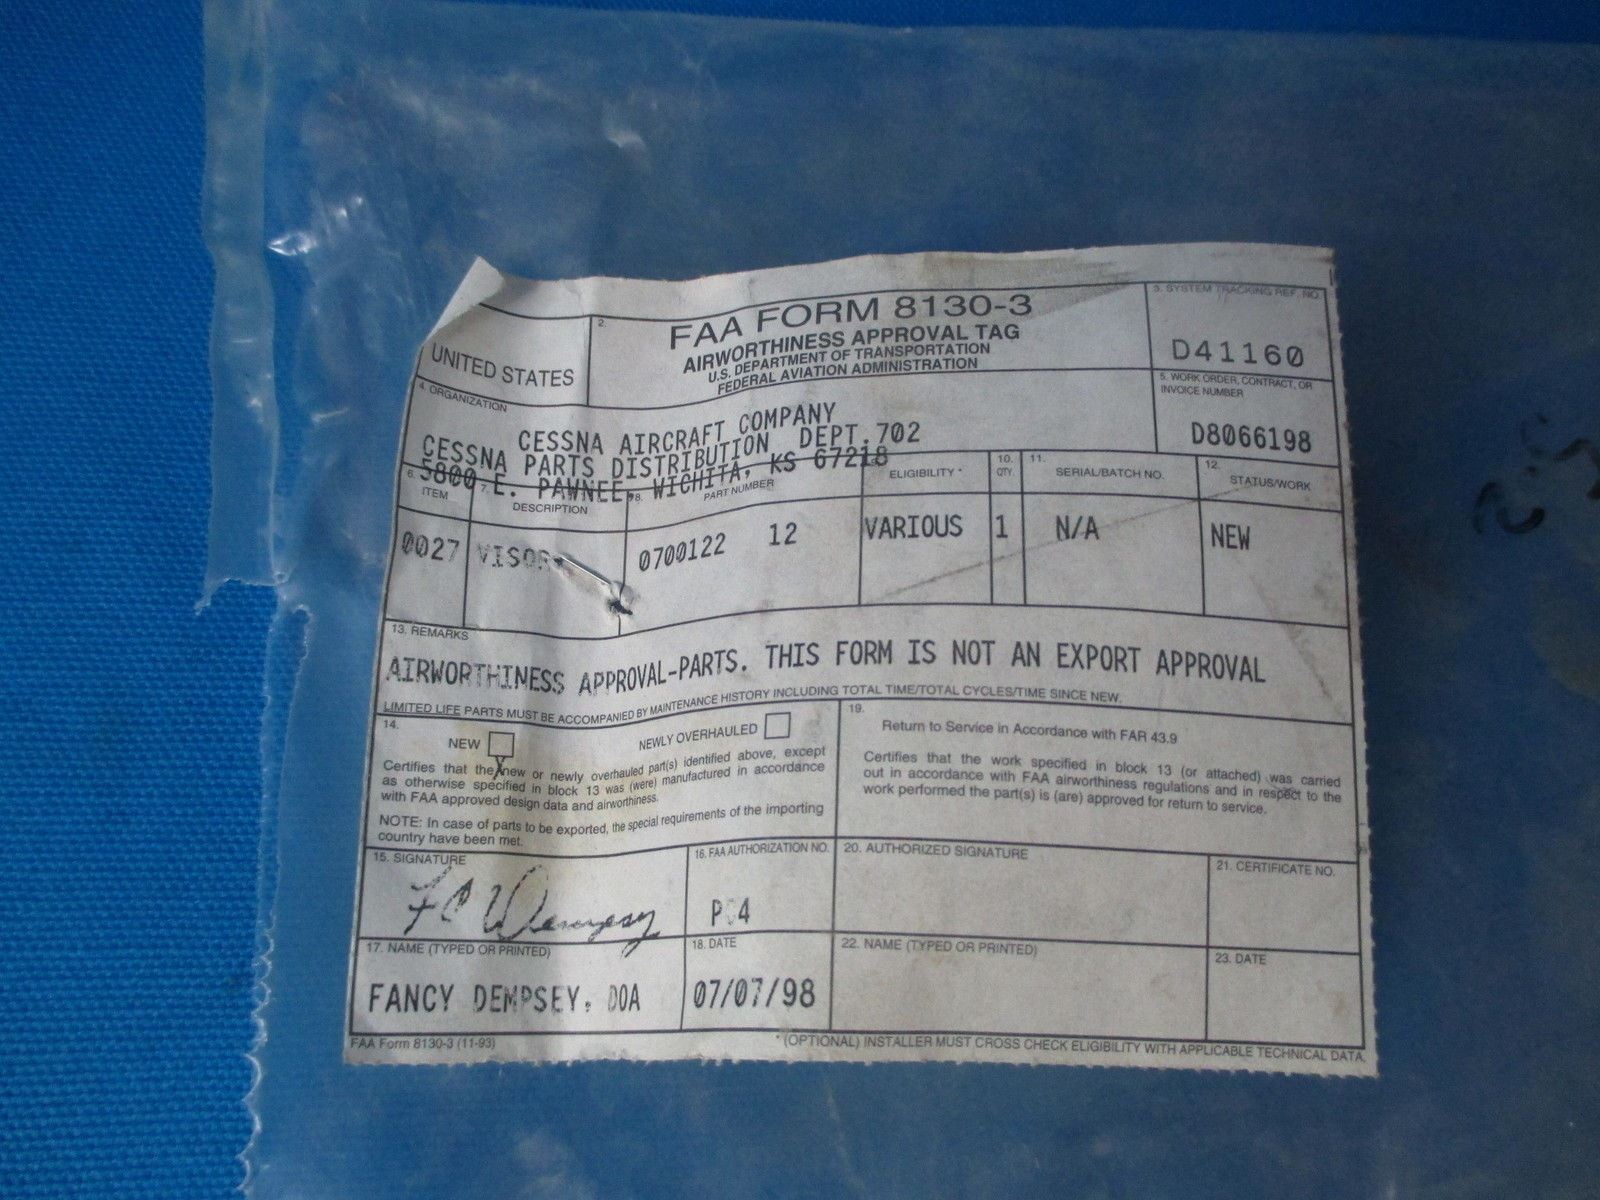 UNITED STATES
2.
FAA FORM 8130-3
AIRWORTHINESS APPROVAL TAG
U.S. DEPARTMENT OF TRANSPORTATION
FEDERAL AVIATION ADMINISTRATION
3. SYSTEM TRACKING REF. NO.
D41160
4. ORGANIZATION
CESSNA AIRCRAFT COMPANY
CESSNA PARTS DISTRIBUTION DEPT.702
5800 E. PAWNEE, WICHITA, KS 67218
5. WORK ORDER, CONTRACT, OR
INVOICE NUMBER
D8066198
6. ITEM
7. DESCRIPTION
8. PART NUMBER
ELIGIBILITY *
10. QTY.
11. SERIAL/BATCH NO.
12. STATUS/WORK
0027 VISOR 0700122 12 VARIOUS 1 N/A NEW
13. REMARKS
AIRWORTHINESS APPROVAL-PARTS. THIS FORM IS NOT AN EXPORT APPROVAL
LIMITED LIFE PARTS MUST BE ACCOMPANIED BY MAINTENANCE HISTORY INCLUDING TOTAL TIME/TOTAL CYCLES/TIME SINCE NEW.
14.
NEW NEWLY OVERHAULED
X
Certifies that the new or newly overhauled part(s) identified above, except
as otherwise specified in block 13 was (were) manufactured in accordance
with FAA approved design data and airworthiness.
NOTE: In case of parts to be exported, the special requirements of the importing
country have been met.
19.
Return to Service in Accordance with FAR 43.9
Certifies that the work specified in block 13 (or attached) was carried
out in accordance with FAA airworthiness regulations and in respect to the
work performed the part(s) is (are) approved for return to service.
15. SIGNATURE
F C Dempsey
16. FAA AUTHORIZATION NO.
20. AUTHORIZED SIGNATURE
21. CERTIFICATE NO.
17. NAME (TYPED OR PRINTED)
FANCY DEMPSEY. DOA
18. DATE
07/07/98
22. NAME (TYPED OR PRINTED)
23. DATE
FAA Form 8130-3 (11-93)
*(OPTIONAL) INSTALLER MUST CROSS CHECK ELIGIBILITY WITH APPLICABLE TECHNICAL DATA.